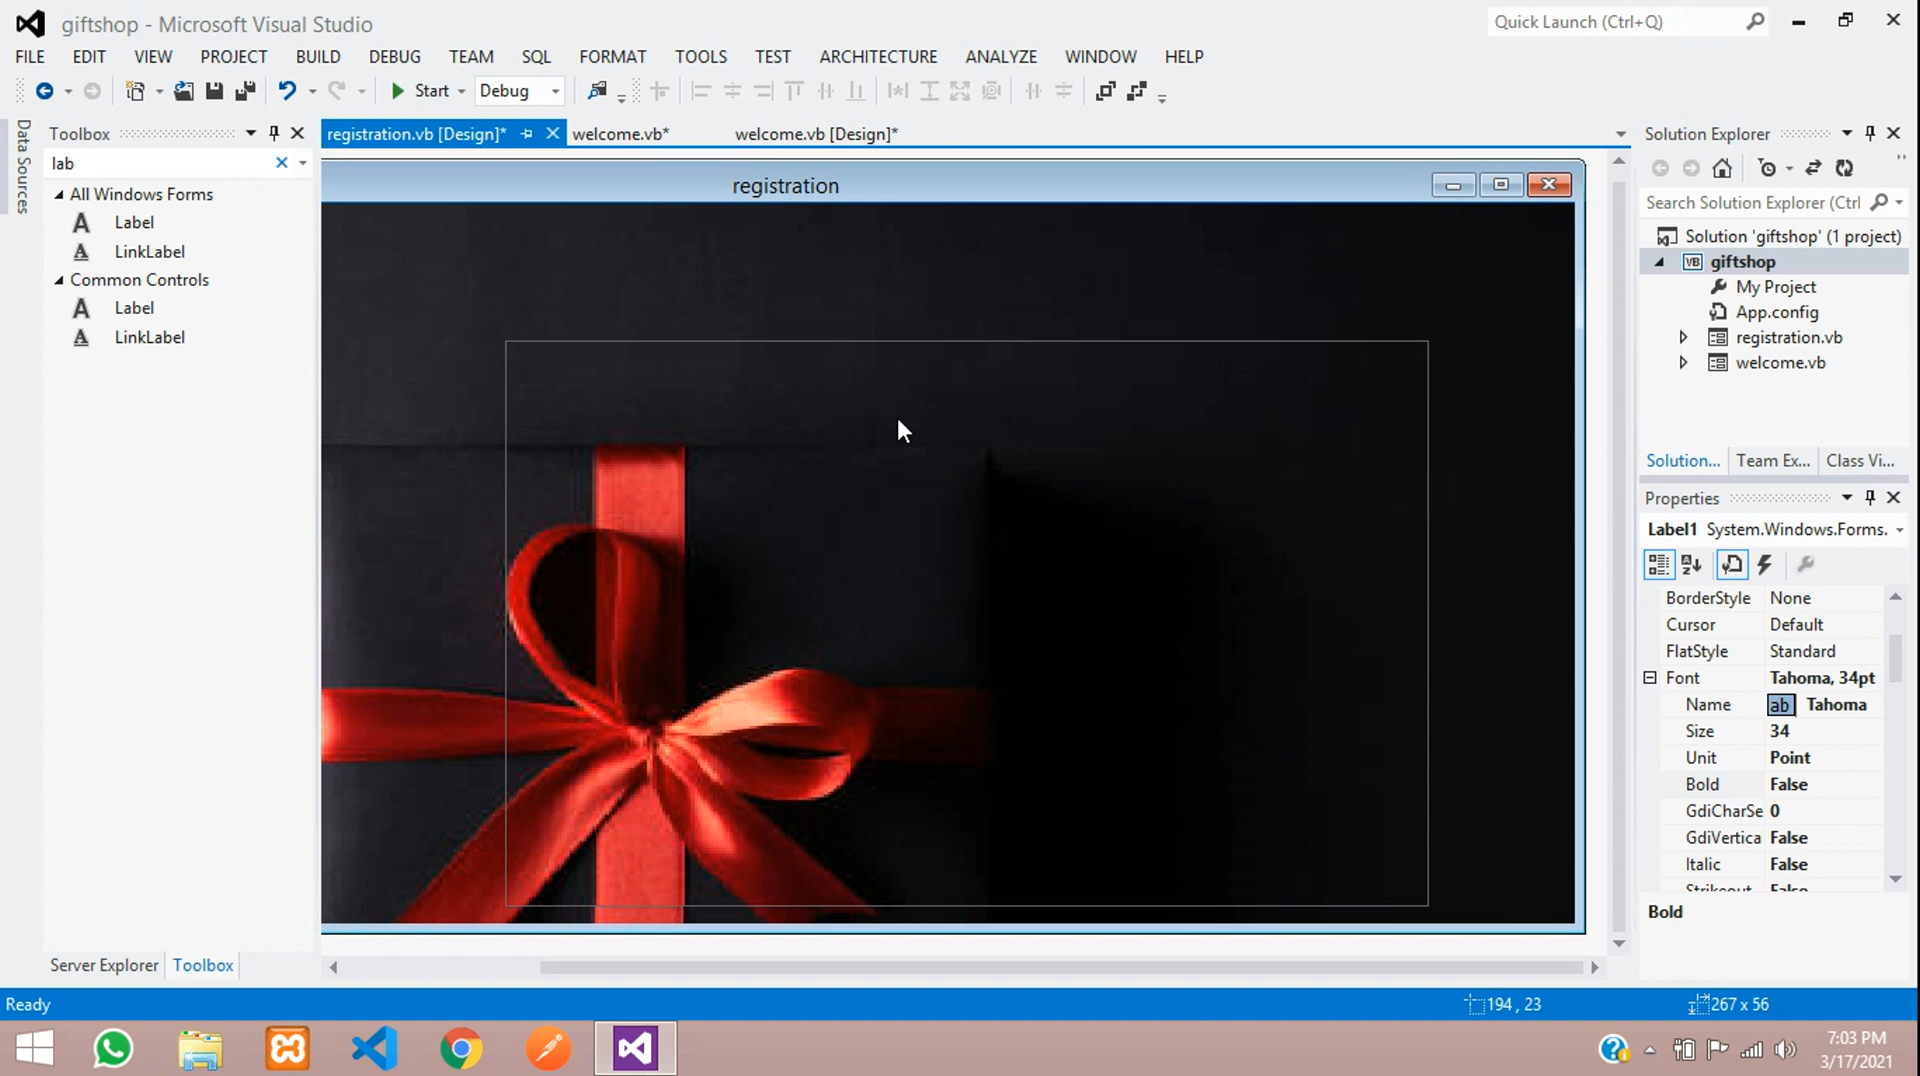 giftshop - Microsoft Visual Studio
Quick Launch (Ctrl+Q)
FILE EDIT VIEW PROJECT BUILD DEBUG TEAM SQL FORMAT TOOLS TEST ARCHITECTURE ANALYZE WINDOW HELP
Start Debug
Data Sources
Toolbox
lab
All Windows Forms
Label
LinkLabel
Common Controls
Label
LinkLabel
Server Explorer Toolbox
registration.vb [Design]* welcome.vb* welcome.vb [Design]*
registration
Solution Explorer
Search Solution Explorer (Ctrl
Solution 'giftshop' (1 project)
VB giftshop
My Project
App.config
registration.vb
welcome.vb
Solution... Team Ex... Class Vi...
Properties
Label1 System.Windows.Forms.
BorderStyle None
Cursor Default
FlatStyle Standard
Font Tahoma, 34pt
Name ab Tahoma
Size 34
Unit Point
Bold False
GdiCharSe 0
GdiVertica False
Italic False
Strikeout False
Bold
Ready
194 , 23
267 x 56
7:03 PM
3/17/2021